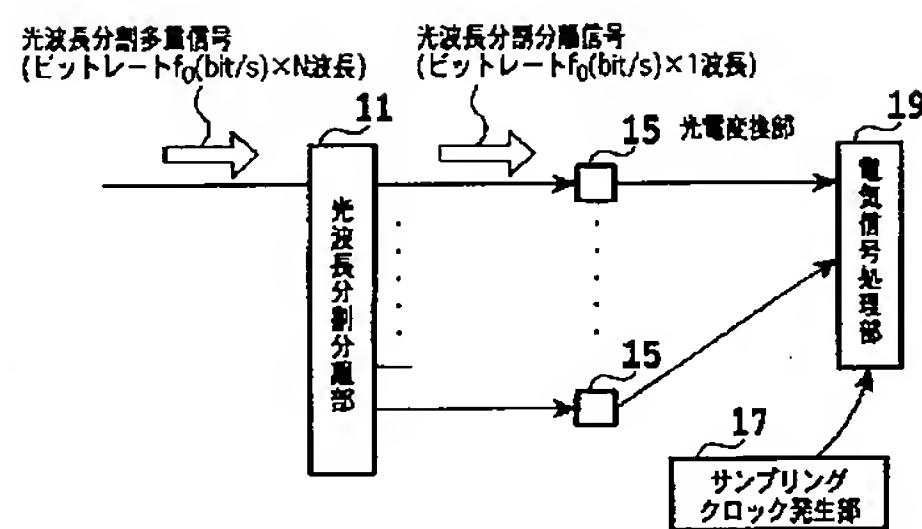 光波長分割多重信号
(ビットレートf0(bit/s)×N波長)
光波長分割分離信号
(ビットレートf0(bit/s)×1波長)
11
15
光電変換部
19
光波長分割分離部
電気信号処理部
15
17
サンプリング
クロック発生部